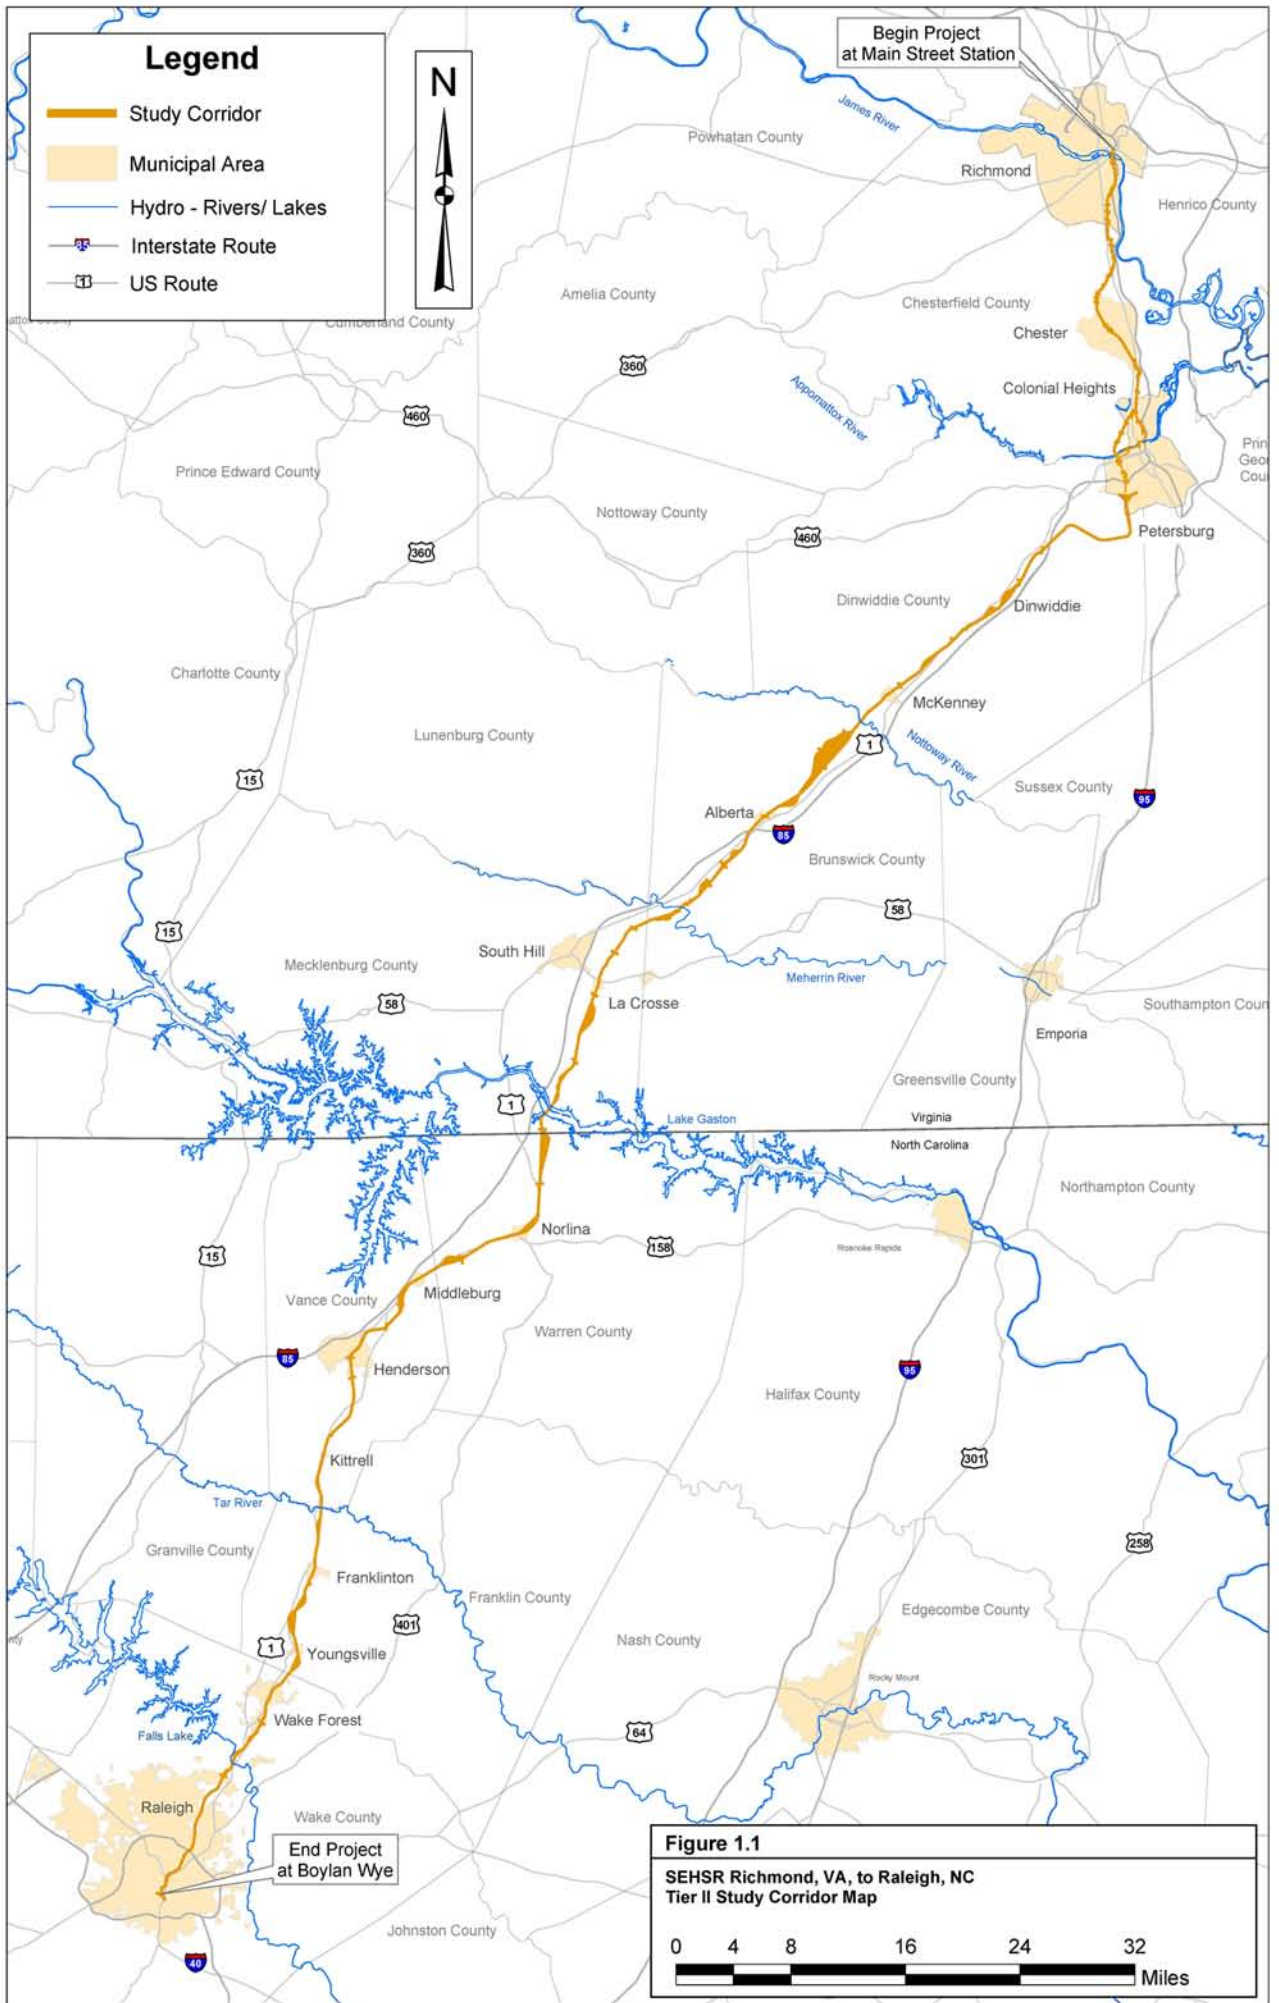 Begin Project
at Main Street Station
Legend
Study Corridor
Municipal Area
Hydro - Rivers/ Lakes
85
Interstate Route
1
US Route
N
James River
Powhatan County
Richmond
Henrico County
Amelia County
Chesterfield County
Cumberland County
Chester
360
Colonial Heights
Appomattox River
460
Prince Edward County
Nottoway County
360
460
Petersburg
Dinwiddie County
Dinwiddie
Charlotte County
McKenney
Lunenburg County
1
Nottoway River
15
Sussex County
95
Alberta
85
Brunswick County
58
15
South Hill
Mecklenburg County
Meherrin River
58
La Crosse
Southampton Coun
Emporia
Greensville County
1
Lake Gaston
Virginia
North Carolina
Northampton County
Norlina
15
158
Roanoke Rapids
Middleburg
Vance County
Warren County
85
Henderson
95
Halifax County
Kittrell
301
Tar River
258
Granville County
Franklinton
Franklin County
Edgecombe County
401
Nash County
1
Youngsville
Rocky Mount
Wake Forest
64
Falls Lake
Raleigh
Wake County
End Project
at Boylan Wye
Johnston County
40
Figure 1.1
SEHSR Richmond, VA, to Raleigh, NC
Tier II Study Corridor Map
0 4 8 16 24 32
Miles